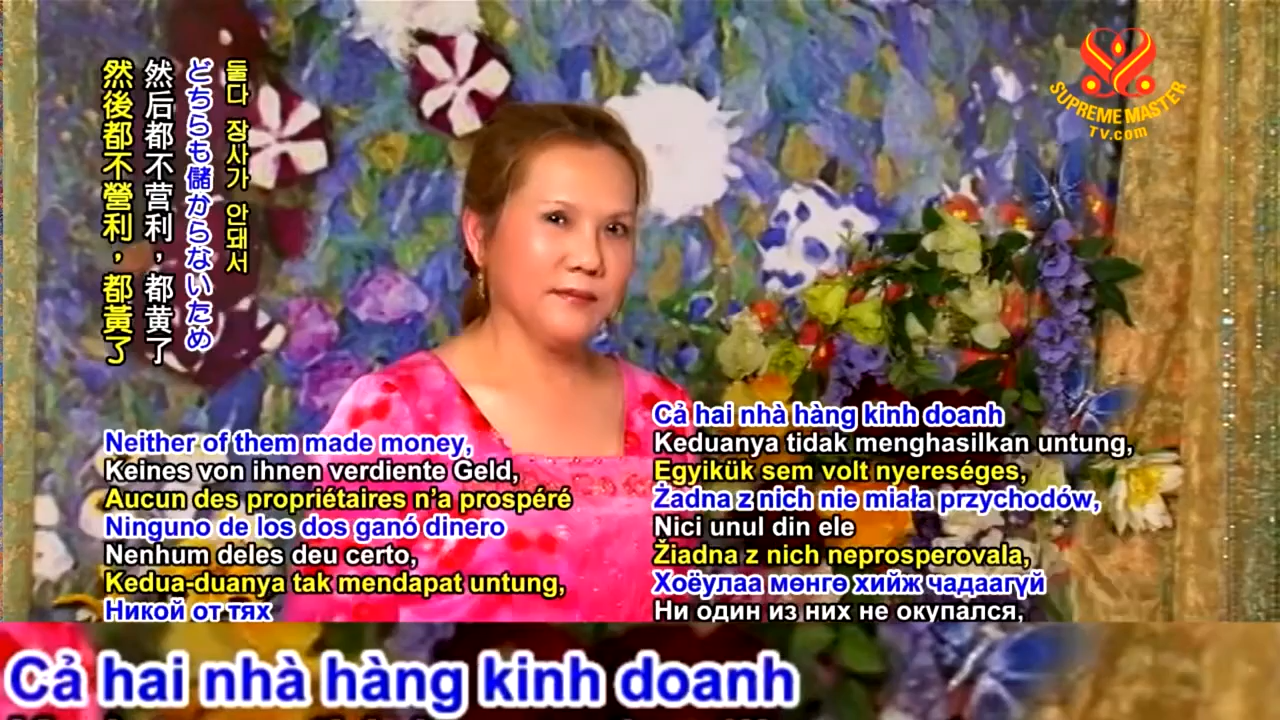 둘다 장사가 안돼서
どちらも儲からないため
然后都不营利，都黄了
然後都不營利，都黃了
SUPREME MASTER
TV.com
Neither of them made money,
Keines von ihnen verdiente Geld,
Aucun des propriétaires n'a prospéré
Ninguno de los dos ganó dinero
Nenhum deles deu certo,
Kedua-duanya tak mendapat untung,
Никой от тях
Cả hai nhà hàng kinh doanh
Keduanya tidak menghasilkan untung,
Egyikük sem volt nyereséges,
Żadna z nich nie miała przychodów,
Nici unul din ele
Žiadna z nich neprosperovala,
Хоёулаа мөнгө хийж чадаагүй
Ни один из них не окупался,
Cả hai nhà hàng kinh doanh